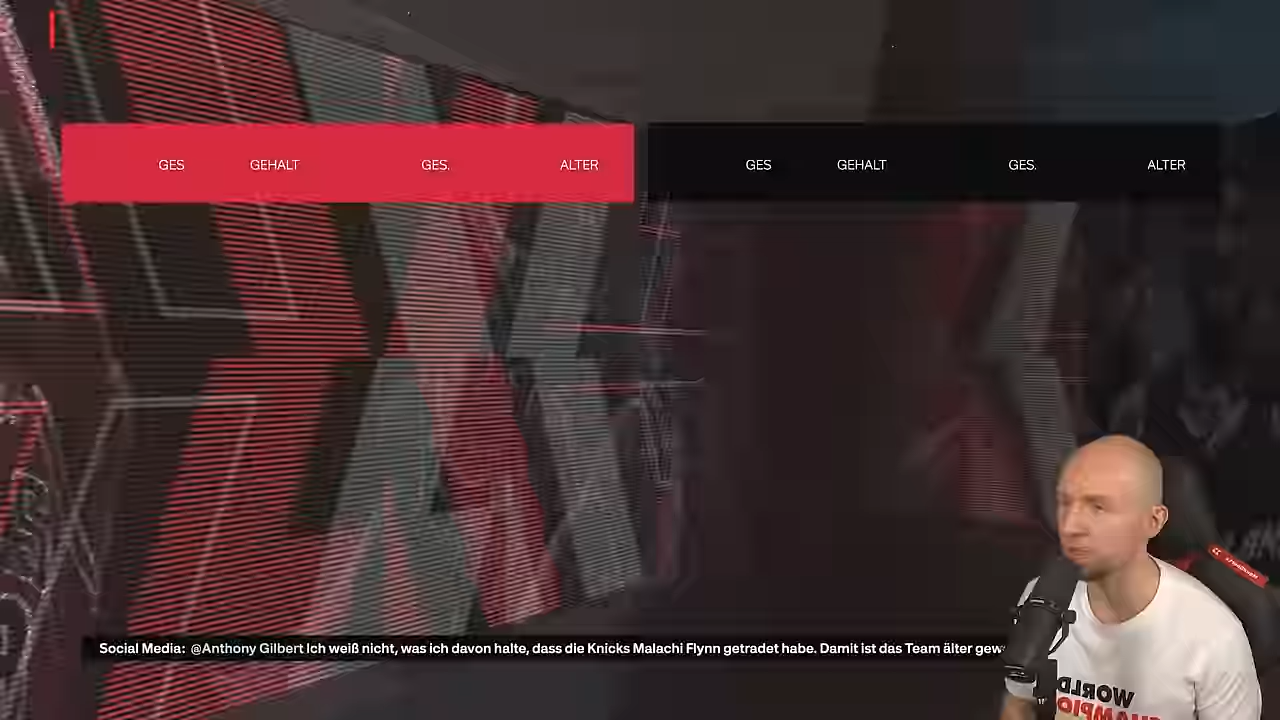 GES GEHALT GES. ALTER
GES GEHALT GES. ALTER
Social Media: @Anthony Gilbert Ich weiß nicht, was ich davon halte, dass die Knicks Malachi Flynn getradet habe. Damit ist das Team älter gew
WORLD